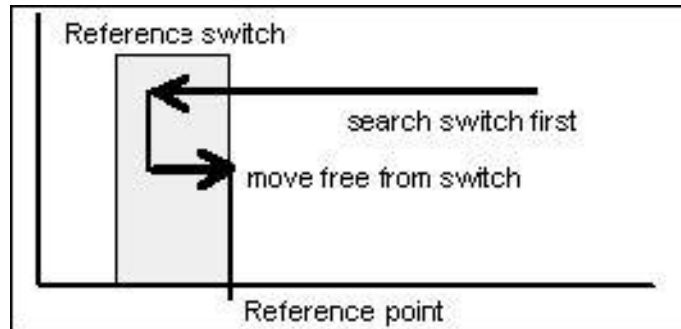 Reference switch
search switch first
move free from switch
Reference point